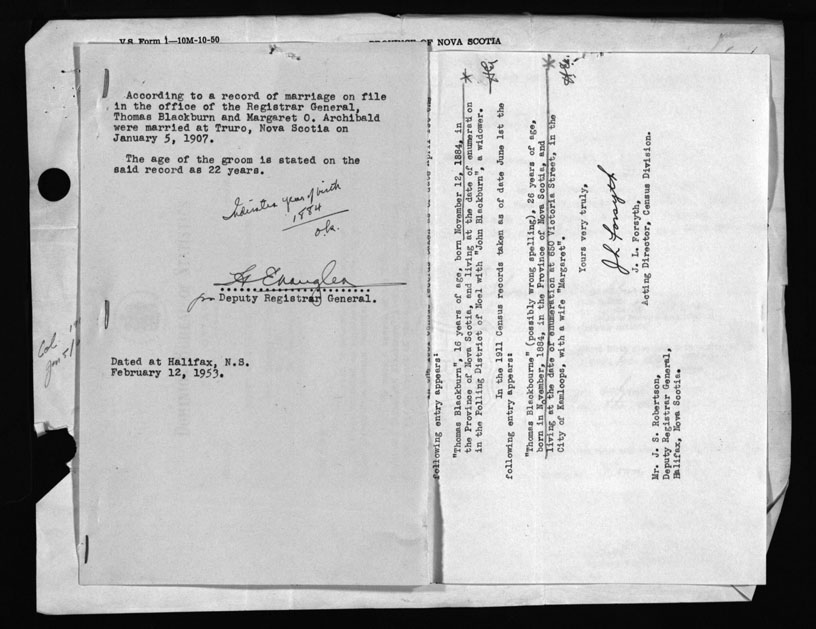 V.S. Form 1—10M-10-50
OF NOVA SCOTIA
According to a record of marriage on file
in the office of the Registrar General,
Thomas Blackburn and Margaret O. Archibald
were married at Truro, Nova Scotia on
January 5, 1907.
The age of the groom is stated on the
said record as 22 years.
Indicates year of birth
1884
o.k.
for Deputy Registrar General.
Dated at Halifax, N.S.
February 12, 1953.
following entry appears:
"Thomas Blackburn", 16 years of age, born November 12, 1884, in
the Province of Nova Scotia, and living at the date of enumeration
in the Polling District of Noel with "John Blackburn", a widower.
In the 1911 Census records taken as of date June 1st the
following entry appears:
"Thomas Blackbourne" (possibly wrong spelling), 26 years of age,
born in November, 1884, in the Province of Nova Scotia, and
living at the date of enumeration at 650 Victoria Street, in the
City of Kamloops, with a wife "Margaret".
Yours very truly,
J L Forsyth
J. L. Forsyth,
Acting Director, Census Division.
Mr. J. S. Robertson,
Deputy Registrar General,
Halifax, Nova Scotia.